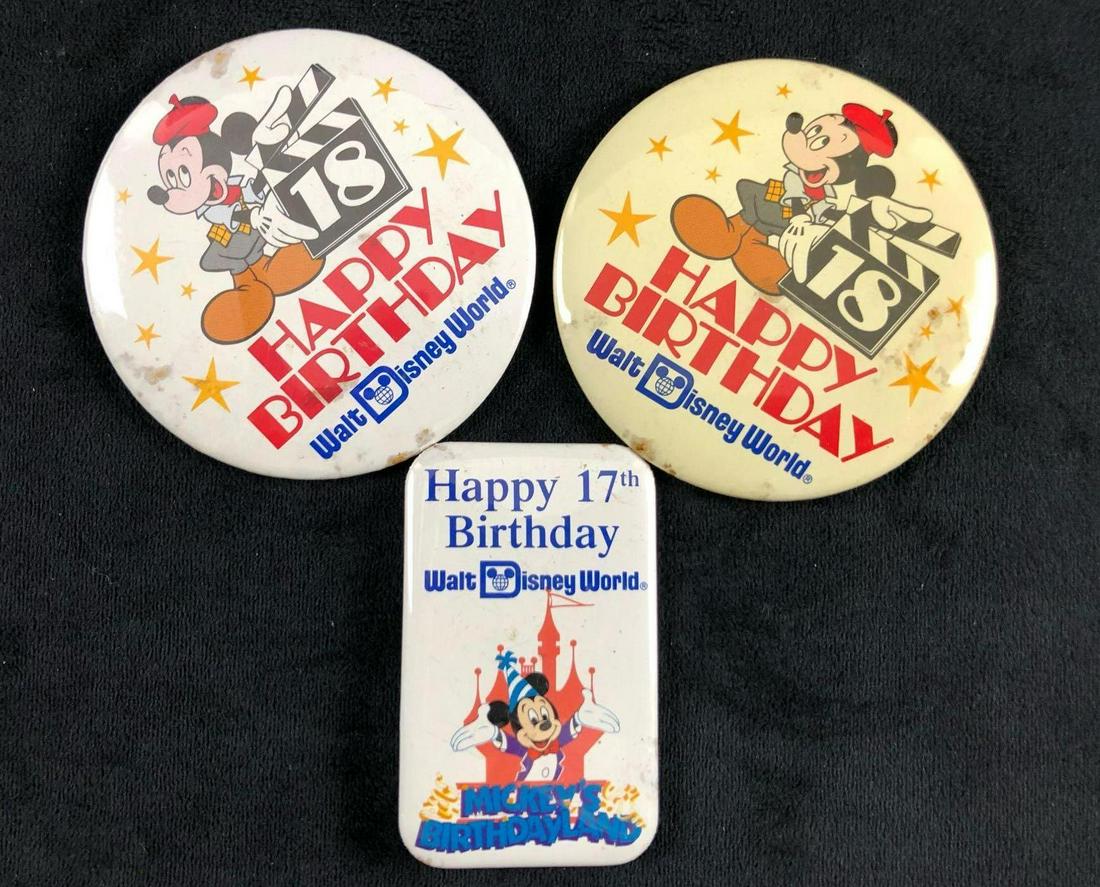 18
HAPPY
BIRTHDAY
Walt Disney World®
18
HAPPY
BIRTHDAY
Walt Disney World®
Happy 17th
Birthday
Walt Disney World®
MICKEY'S
BIRTHDAYLAND